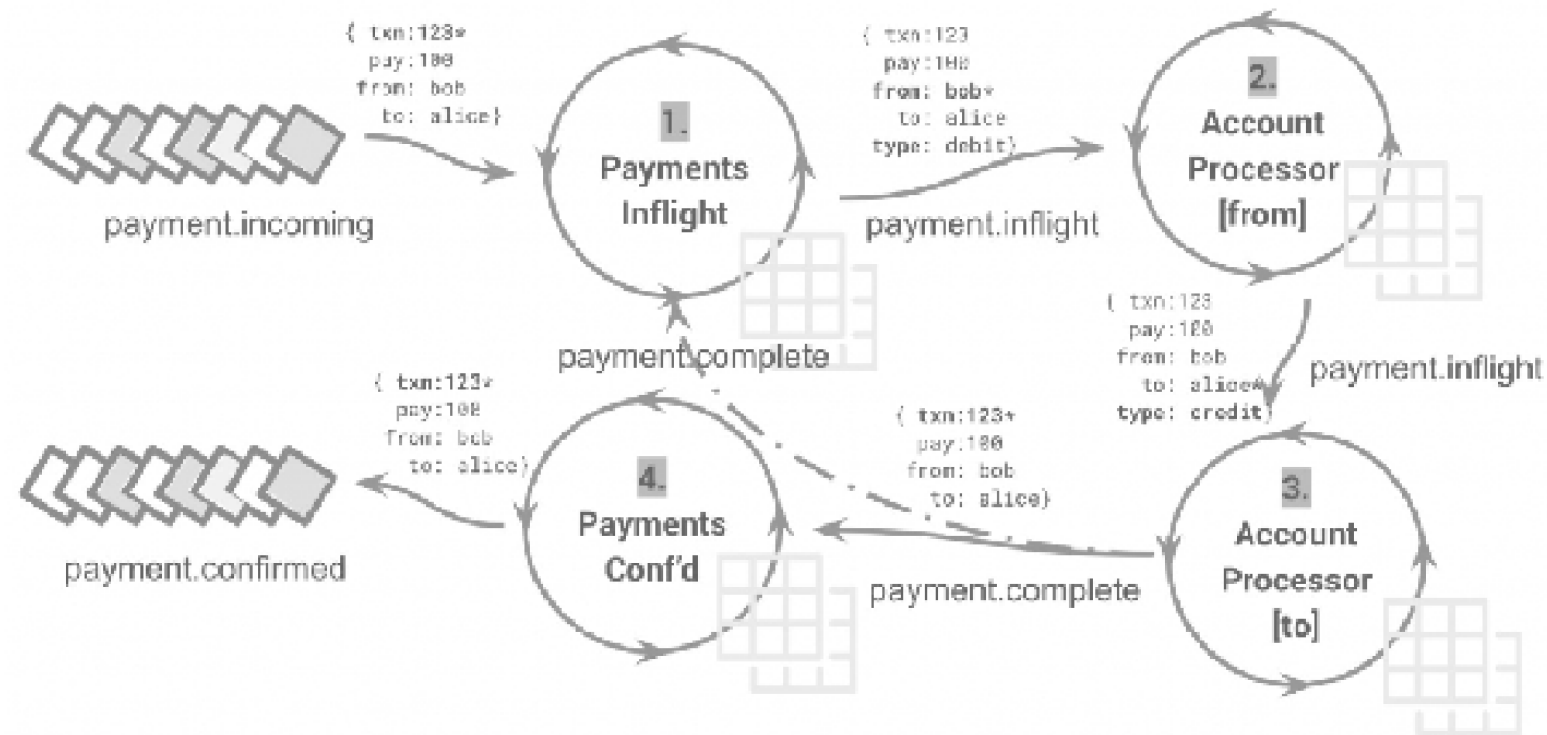 { txn:123*
pay:100
from: bob
to: alice}
payment.incoming
1.
Payments
Inflight
{ txn:123
pay:100
from: bob*
to: alice
type: debit}
payment.inflight
2.
Account
Processor
[from]
{ txn:123
pay:100
from: bob
to: alice*
type: credit}
payment.inflight
3.
Account
Processor
[to]
{ txn:123*
pay:100
from: bob
to: alice}
payment.complete
payment.complete
4.
Payments
Conf'd
{ txn:123*
pay:100
from: bob
to: alice}
payment.confirmed